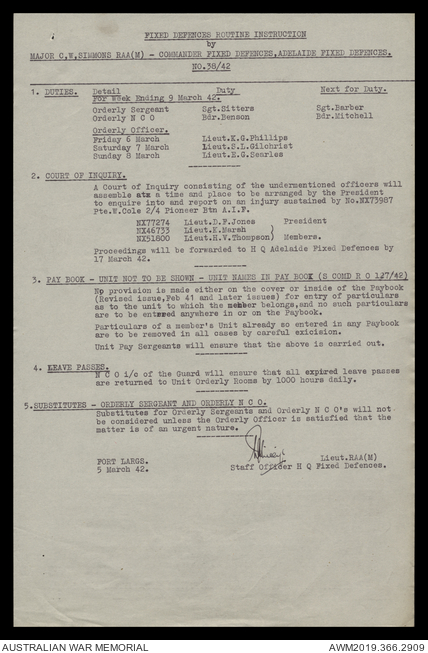 FIXED DEFENCES ROUTINE INSTRUCTION
by
MAJOR C.W.SIMMONS RAA(M) - COMMANDER FIXED DEFENCES,ADELAIDE FIXED DEFENCES.
NO.38/42
1. DUTIES. Detail Duty Next for Duty.
For Week Ending 9 March 42.
Orderly Sergeant Sgt.Sitters Sgt.Barber
Orderly N C O Bdr.Benson Bdr.Mitchell
Orderly Officer.
Friday 6 March Lieut.K.G.Phillips
Saturday 7 March Lieut.S.L.Gilchrist
Sunday 8 March Lieut.H.G.Searles
2. COURT OF INQUIRY.
A Court of Inquiry consisting of the undermentioned officers will
assemble at a time and place to be arranged by the President
to enquire into and report on an injury sustained by No.NX73987
Pte.W.Cole 2/4 Pioneer Btn A.I.F.
NX77274 Lieut.D.F.Jones President
NX46733 Lieut.K.Marsh )
NX51800 Lieut.H.V.Thompson) Members.
Proceedings will be forwarded to H Q Adelaide Fixed Defences by
17 March 42.
3. PAY BOOK - UNIT NOT TO BE SHOWN - UNIT NAMES IN PAY BOOK (S COMD R O 127/42)
No provision is made either on the cover or inside of the Paybook
(Revised issue,Feb 41 and later issues) for entry of particulars
as to the unit to which the member belongs,and no such particulars
are to be entered anywhere in or on the Paybook.
Particulars of a member's Unit already so entered in any Paybook
are to be removed in all cases by careful exicision.
Unit Pay Sergeants will ensure that the above is carried out.
4. LEAVE PASSES.
N C O i/c of the Guard will ensure that all expired leave passes
are returned to Unit Orderly Rooms by 1000 hours daily.
5.SUBSTITUTES - ORDERLY SERGEANT AND ORDERLY N C O.
Substitutes for Orderly Sergeants and Orderly N C O's will not
be considered unless the Orderly Officer is satisfied that the
matter is of an urgent nature.
Lieut.RAA(M)
FORT LARGS.
5 March 42. Staff Officer H Q Fixed Defences.
AUSTRALIAN WAR MEMORIAL AWM2019.366.2909